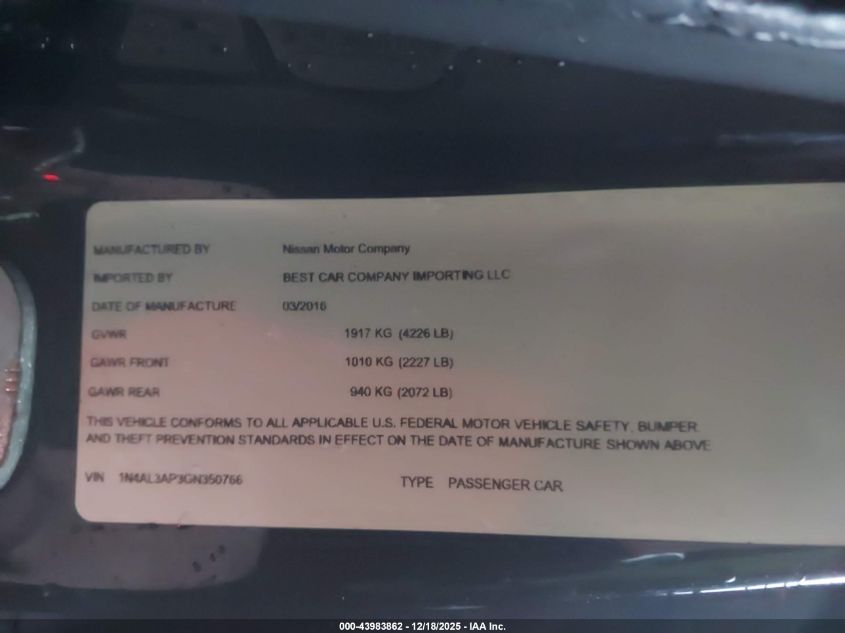 MANUFACTURED BY Nissan Motor Company
IMPORTED BY BEST CAR COMPANY IMPORTING LLC
DATE OF MANUFACTURE 03/2016
GVWR 1917 KG (4226 LB)
GAWR FRONT 1010 KG (2227 LB)
GAWR REAR 940 KG (2072 LB)
THIS VEHICLE CONFORMS TO ALL APPLICABLE U.S. FEDERAL MOTOR VEHICLE SAFETY, BUMPER
AND THEFT PREVENTION STANDARDS IN EFFECT ON THE DATE OF MANUFACTURE SHOWN ABOVE
VIN 1N4AL3AP3GN350766 TYPE PASSENGER CAR
000-43983862 - 12/18/2025 - IAA Inc.